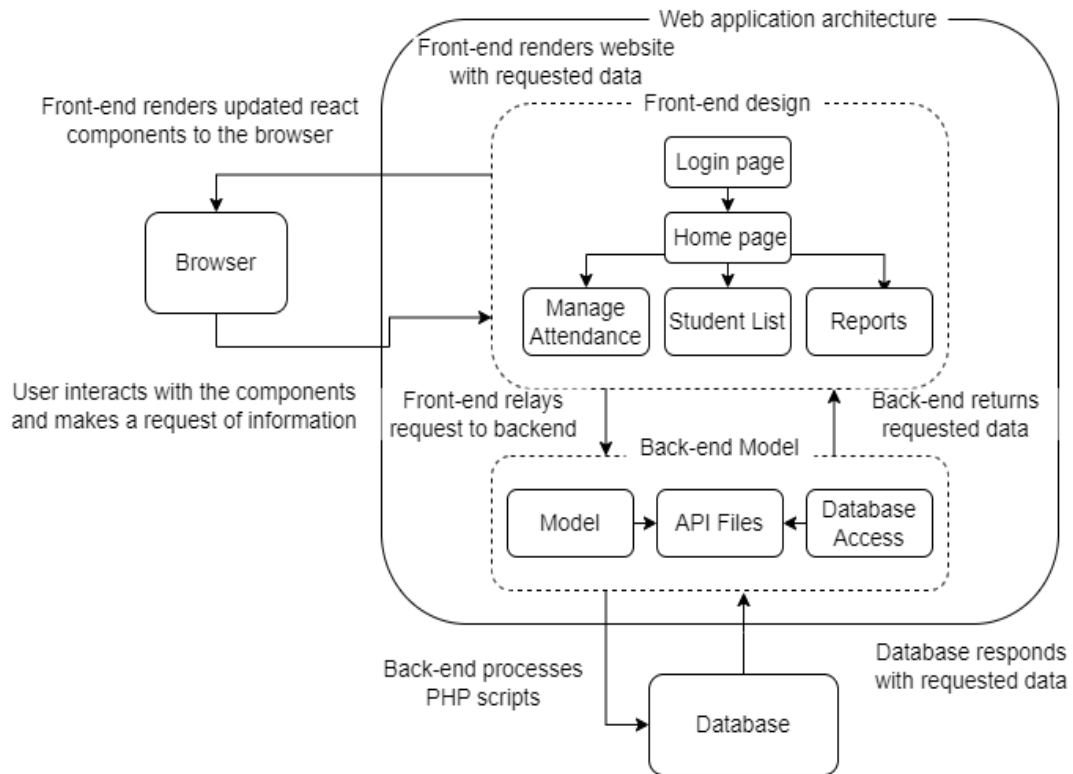 Web application architecture
Front-end renders website
with requested data
Front-end design
Front-end renders updated react
components to the browser
Login page
Home page
Browser
Manage
Attendance
Student List
Reports
User interacts with the components
and makes a request of information
Front-end relays
request to backend
Back-end returns
requested data
Back-end Model
Model
API Files
Database
Access
Back-end processes
PHP scripts
Database responds
with requested data
Database